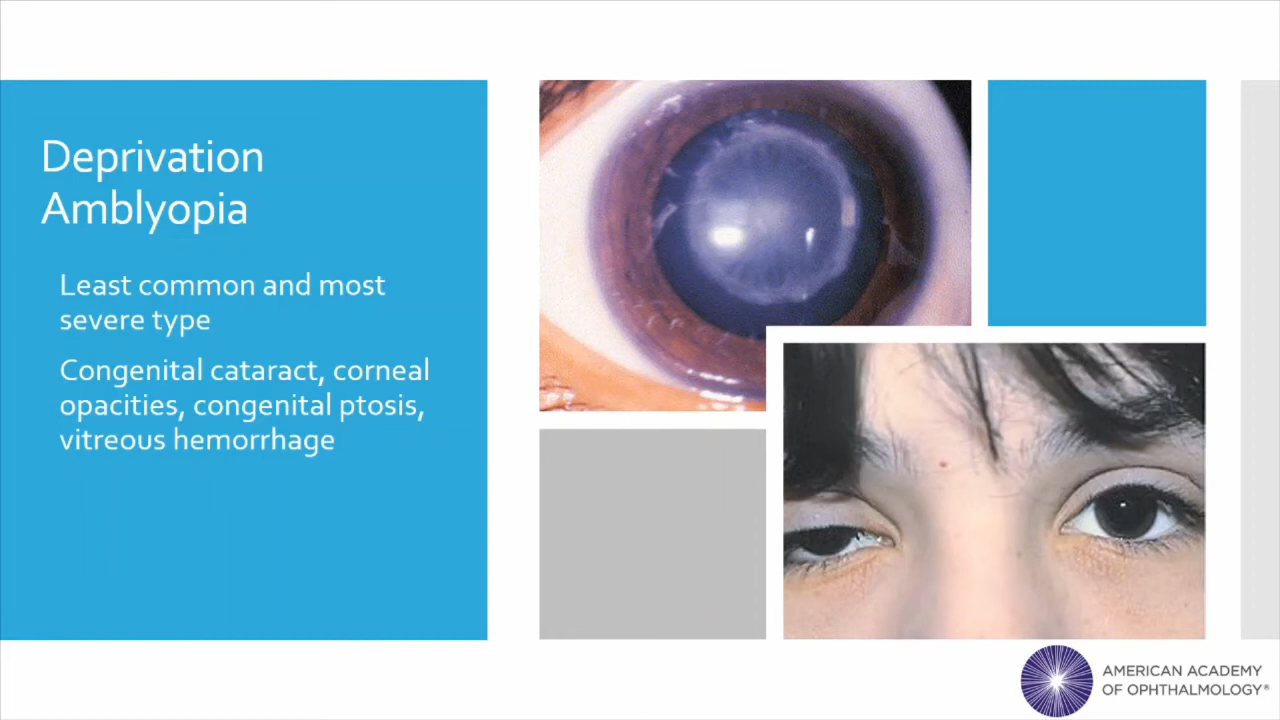 Deprivation
Amblyopia
Least common and most
severe type
Congenital cataract, corneal
opacities, congenital ptosis,
vitreous hemorrhage
AMERICAN ACADEMY
OF OPHTHALMOLOGY®